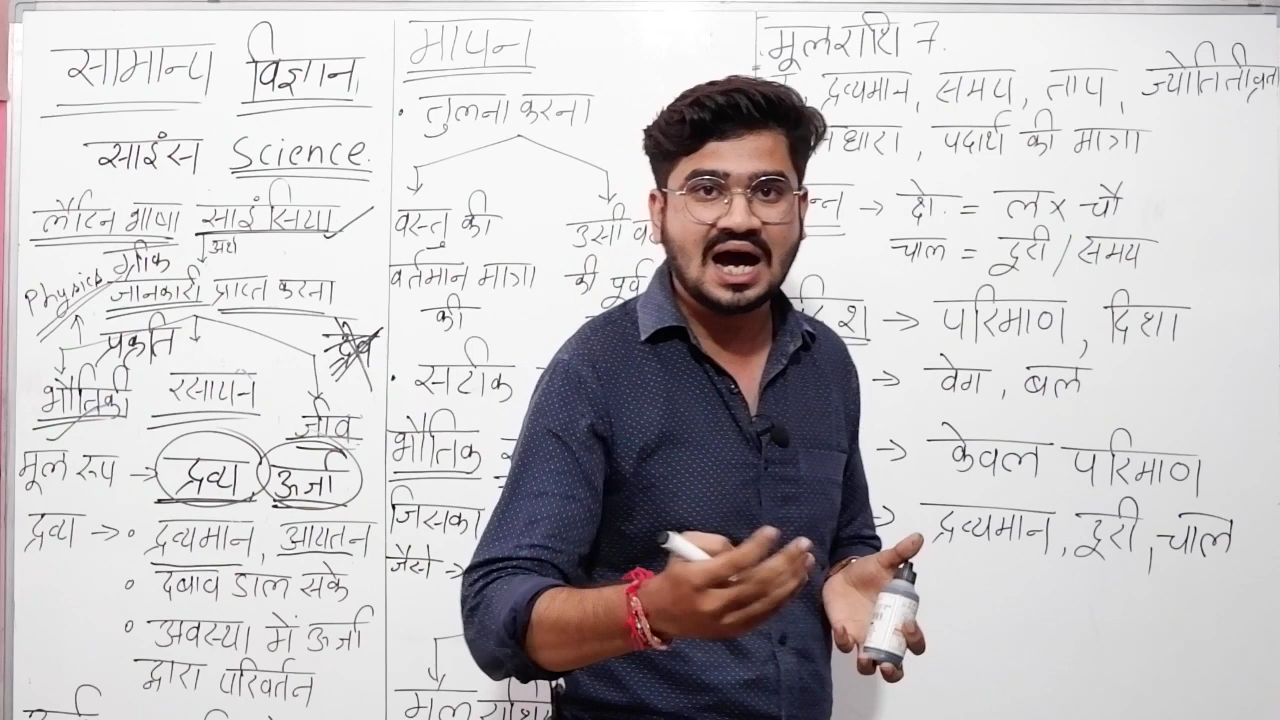 सामान्य विज्ञान
साइंस Science.
लैटिन भाषा साइंसिया
ग्रीक अर्थ
Physics जानकारी प्राप्त करना
प्रकृति
भौतिकी रसायन
जीव
मूल रूप → द्रव्य, ऊर्जा
द्रव्य → • द्रव्यमान, आयतन
• दबाव डाल सके
• अवस्था में ऊर्जा
द्वारा परिवर्तन
मापन
• तुलना करना
वस्तु की उसी
वर्तमान मात्रा की पूर्व
की
• सटीक
भौतिक
जिसका
जैसे →
मूल राशि
मूल राशि 7.
द्रव्यमान, समय, ताप, ज्योति तीव्रता
धारा, पदार्थ की मात्रा
→ क्षे. = ल x चौ
चाल = दूरी / समय
→ परिमाण, दिशा
→ वेग, बल
→ केवल परिमाण
→ द्रव्यमान, दूरी, चाल